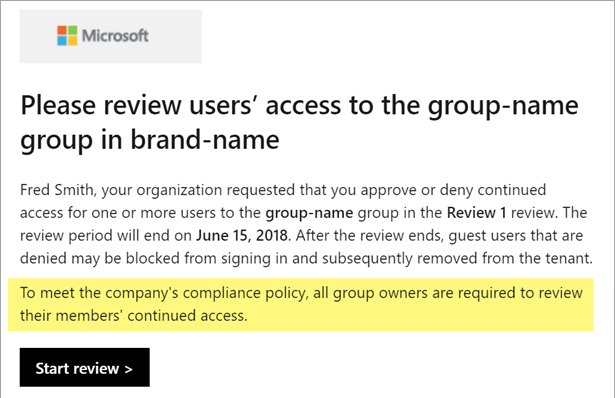 Microsoft
Please review users’ access to the group-name
group in brand-name
Fred Smith, your organization requested that you approve or deny continued
access for one or more users to the group-name group in the Review 1 review. The
review period will end on June 15, 2018. After the review ends, guest users that are
denied may be blocked from signing in and subsequently removed from the tenant.
To meet the company's compliance policy, all group owners are required to review
their members' continued access.
Start review >